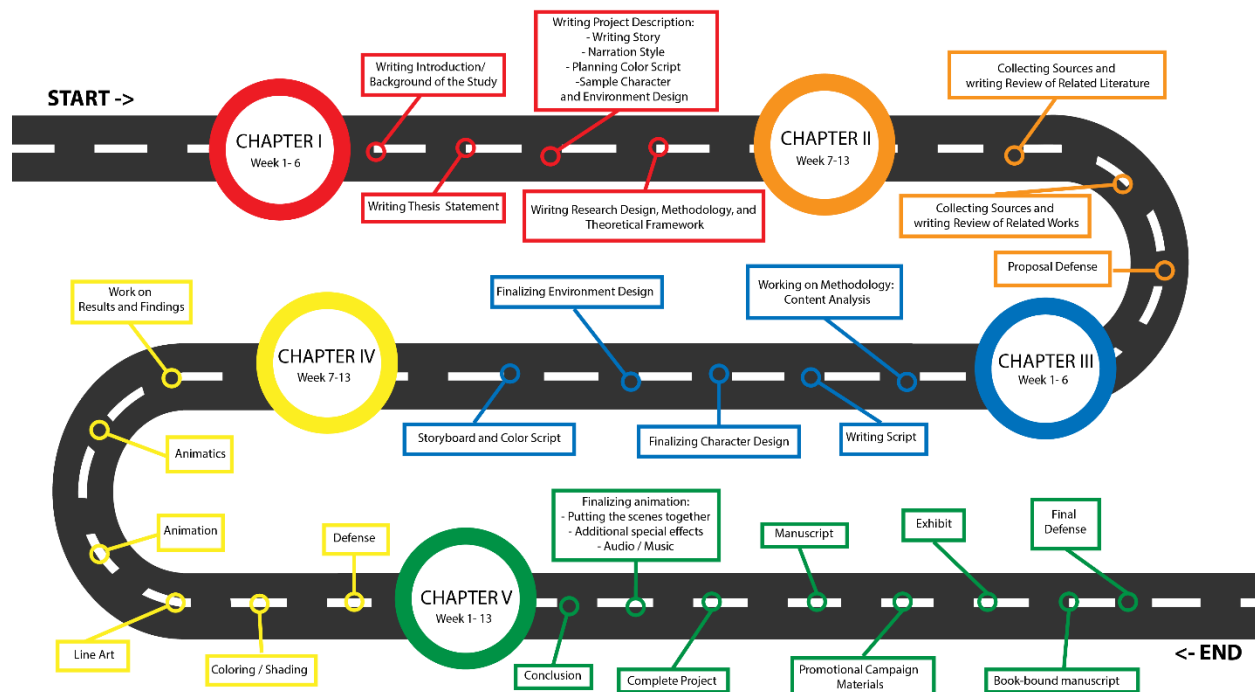 START ->
CHAPTER I
Week 1- 6
Writing Introduction/
Background of the Study
Writing Thesis  Statement
Writing Project Description:
- Writing Story
- Narration Style
- Planning Color Script
-Sample Character
and Environment Design
Wiritng Research Design, Methodology, and
Theoretical Framework
CHAPTER II
Week 7-13
Collecting Sources and
writing Review of Related Literature
Collecting Sources and
writing Review of Related Works
Proposal Defense
CHAPTER III
Week 1- 6
Working on Methodology:
Content Analysis
Writing Script
Finalizing Character Design
Finalizing Environment Design
Storyboard and Color Script
CHAPTER IV
Week 7-13
Work on
Results and Findings
Animatics
Animation
Line Art
Coloring / Shading
Defense
CHAPTER V
Week 1- 13
Conclusion
Finalizing animation:
- Putting the scenes together
- Additional special effects
- Audio / Music
Complete Project
Manuscript
Promotional Campaign
Materials
Exhibit
Book-bound manuscript
Final
Defense
<- END